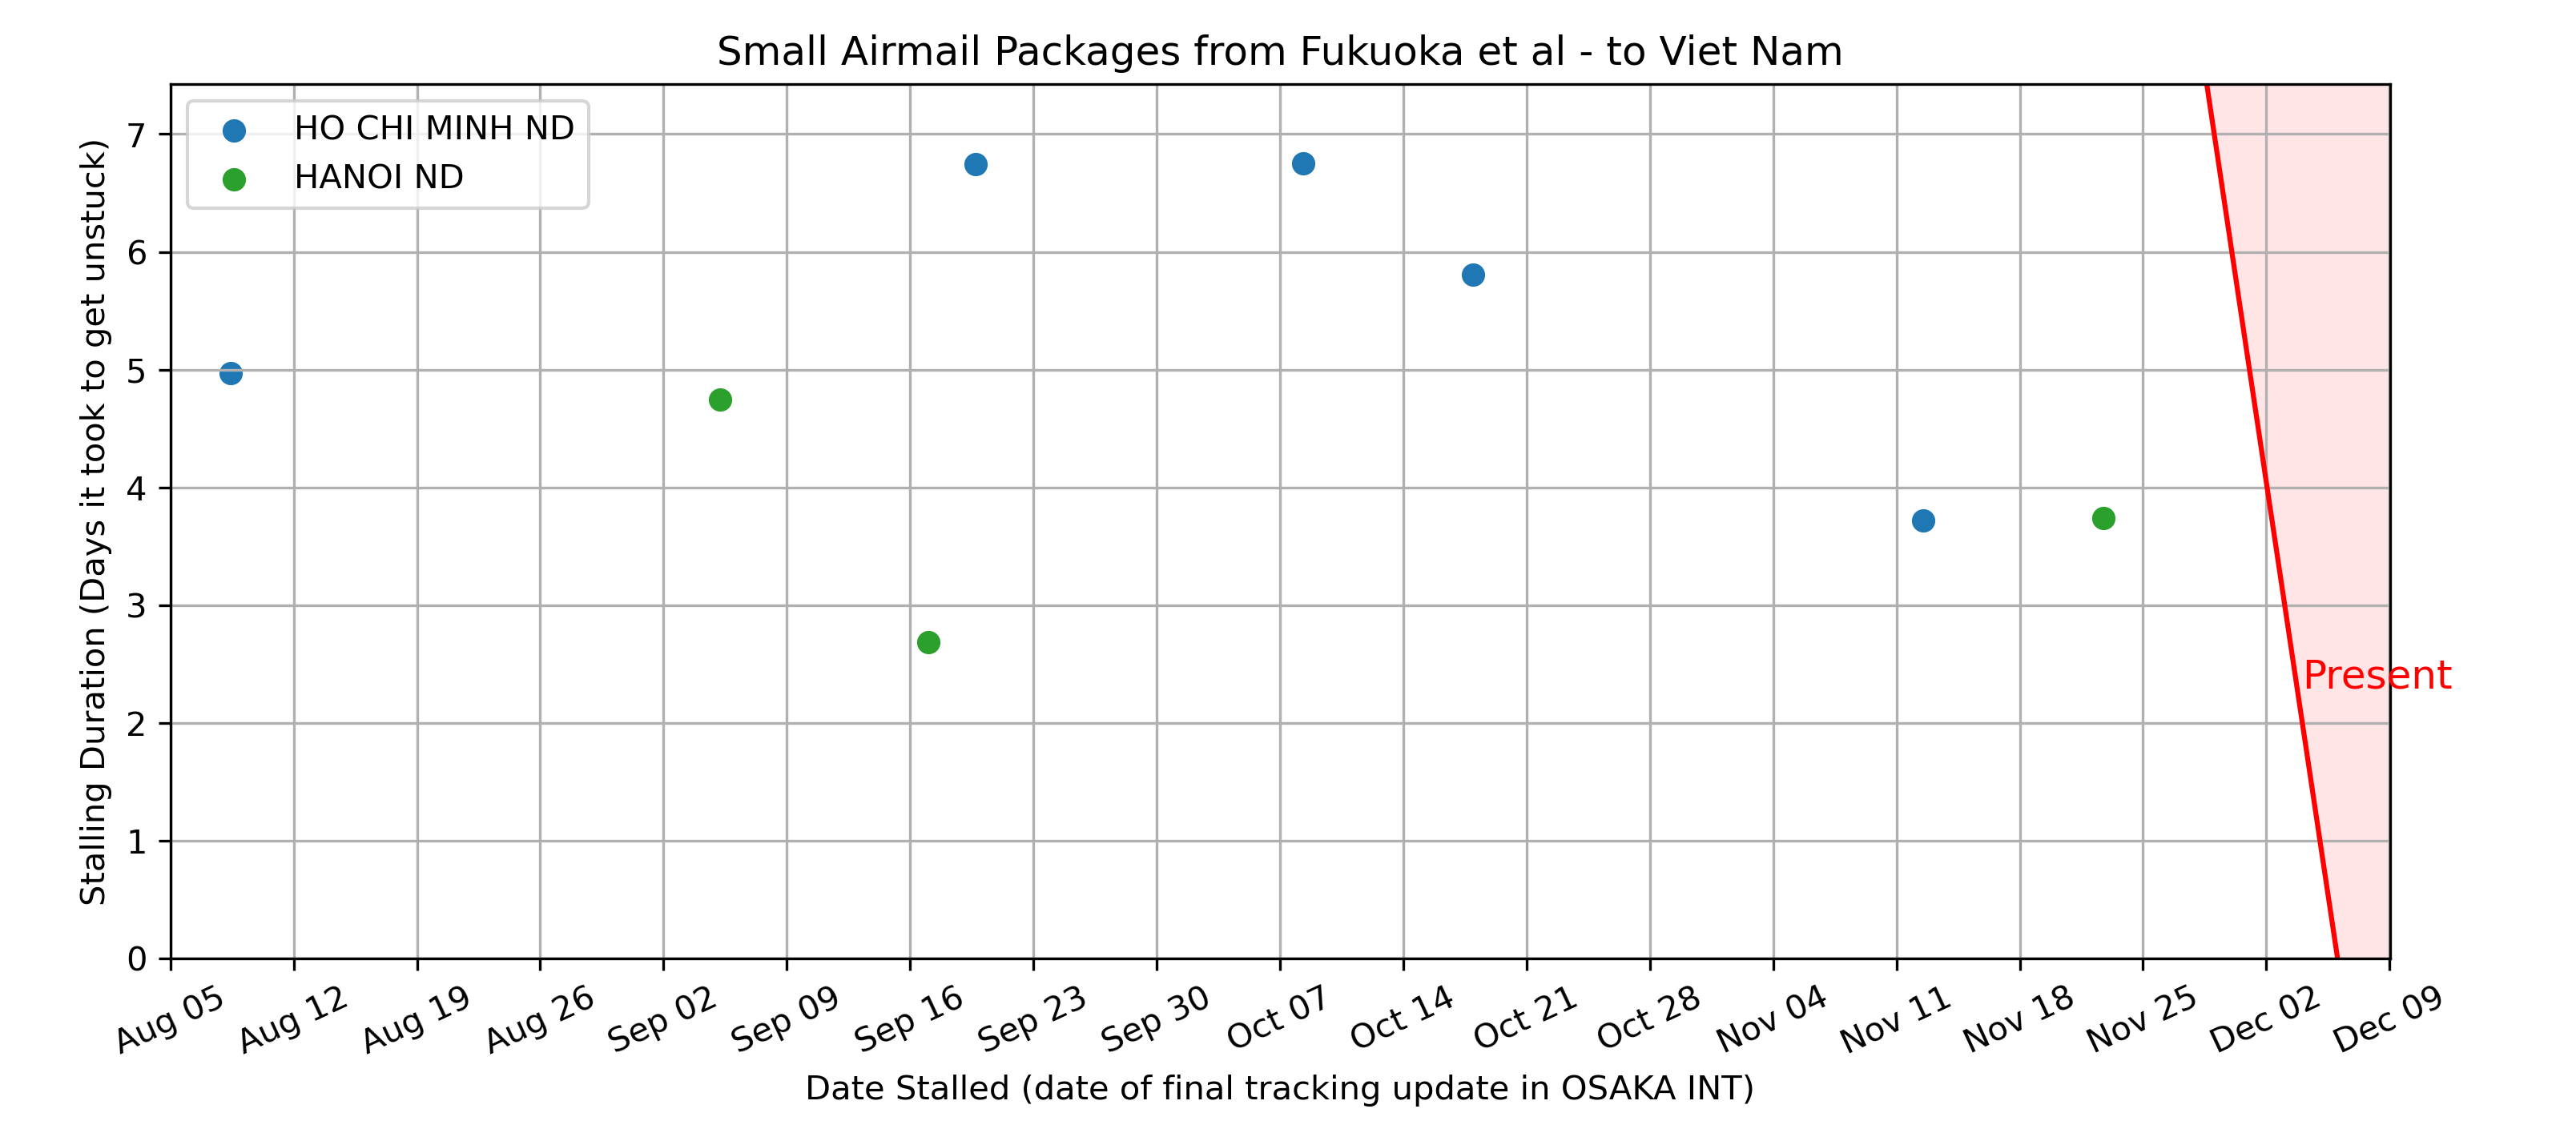 Small Airmail Packages from Fukuoka et al - to Viet Nam
HO CHI MINH ND
HANOI ND
Stalling Duration (Days it took to get unstuck)
7
6
5
4
3
2
1
0
Present
Aug 05
Aug 12
Aug 19
Aug 26
Sep 02
Sep 09
Sep 16
Sep 23
Sep 30
Oct 07
Oct 14
Oct 21
Oct 28
Nov 04
Nov 11
Nov 18
Nov 25
Dec 02
Dec 09
Date Stalled (date of final tracking update in OSAKA INT)